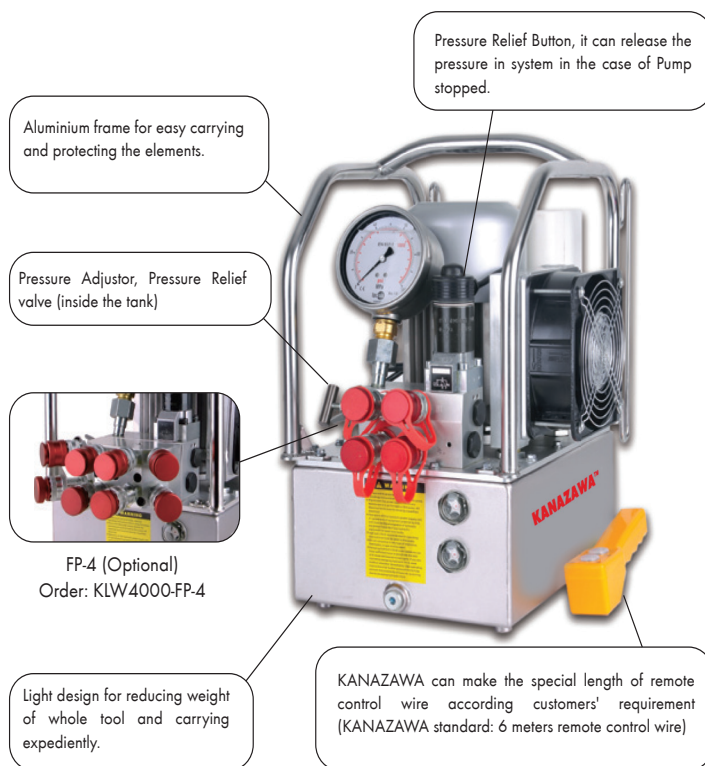 Pressure Relief Button, it can release the
pressure in system in the case of Pump
stopped.
Aluminium frame for easy carrying
and protecting the elements.
Pressure Adjustor, Pressure Relief
valve (inside the tank)
WARNING
KANAZAWA™
FP-4 (Optional)
Order: KLW4000-FP-4
Light design for reducing weight
of whole tool and carrying
expediently.
KANAZAWA can make the special length of remote
control wire according customers' requirement
(KANAZAWA standard: 6 meters remote control wire)